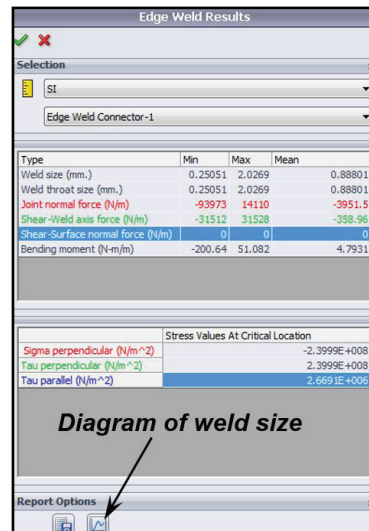 Edge Weld Results
Selection
SI
Edge Weld Connector-1
Type Min Max Mean
Weld size (mm.) 0.25051 2.0269 0.88801
Weld throat size (mm.) 0.25051 2.0269 0.88801
Joint normal force (N/m) -93973 14110 -3951.5
Shear-Weld axis force (N/m) -31512 31528 -358.96
Shear-Surface normal force (N/m) 0 0 0
Bending moment (N-m/m) -200.64 51.082 4.7931
Stress Values At Critical Location
Sigma perpendicular (N/m^2) -2.3999E+008
Tau perpendicular (N/m^2) 2.3999E+008
Tau parallel (N/m^2) 2.6691E+006
Diagram of weld size
Report Options